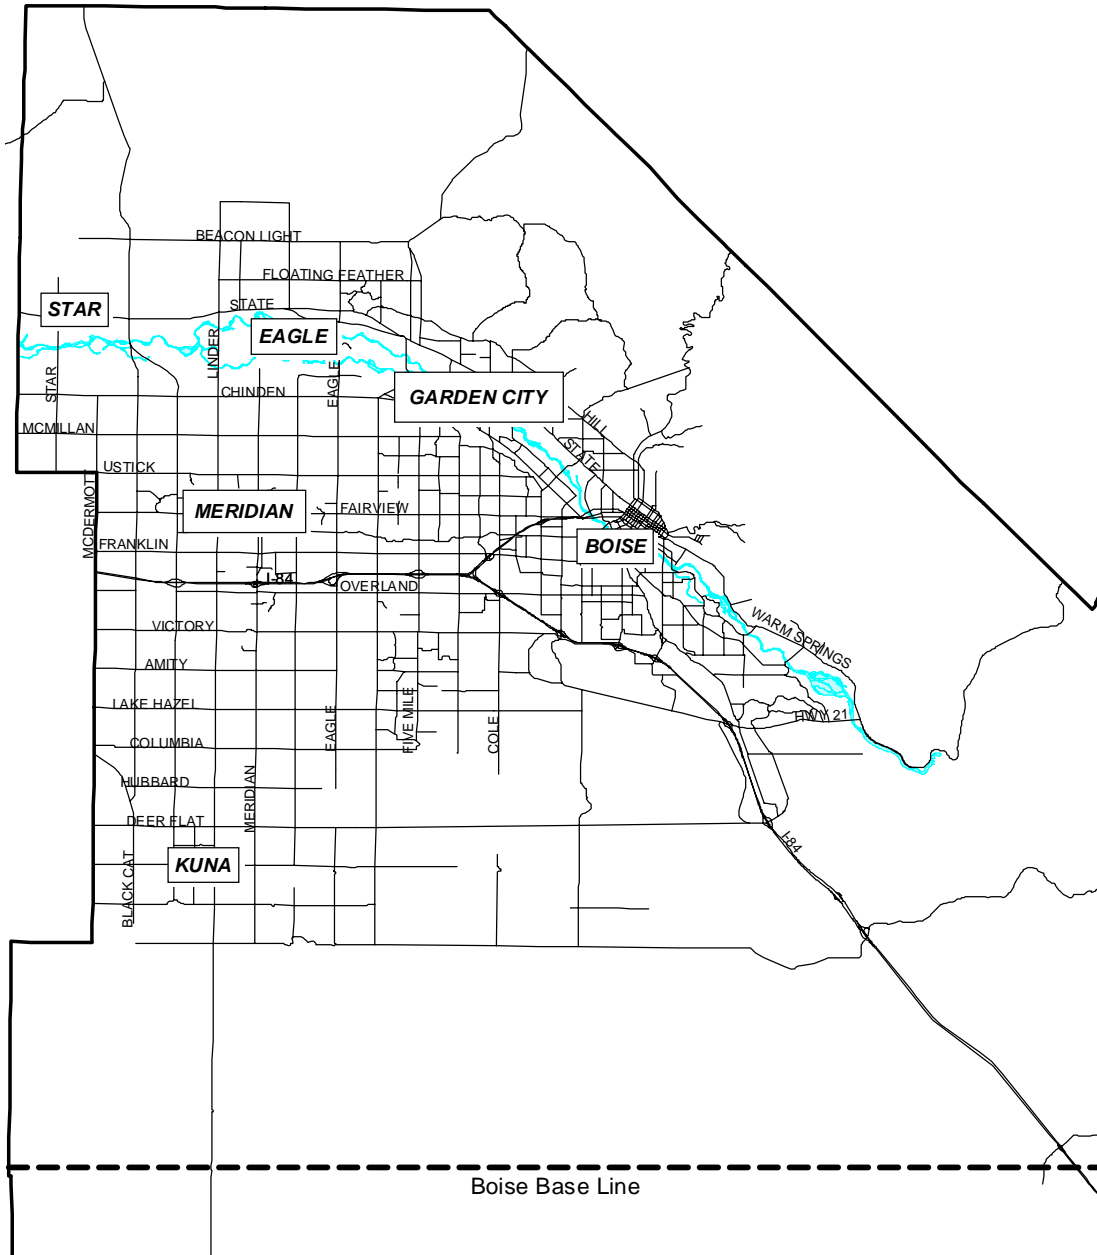 BEACON LIGHT
FLOATING FEATHER
STAR
STATE
EAGLE
LINDER
STAR
EAGLE
CHINDEN
GARDEN CITY
HILL
MCMILLAN
STATE
USTICK
MCDERMOTT
MERIDIAN
FAIRVIEW
FRANKLIN
BOISE
I-84
OVERLAND
VICTORY
WARM SPRINGS
AMITY
LAKE HAZEL
EAGLE
FIVE MILE
COLE
HWY 21
COLUMBIA
HUBBARD
MERIDIAN
DEER FLAT
I-84
KUNA
BLACK CAT
Boise Base Line